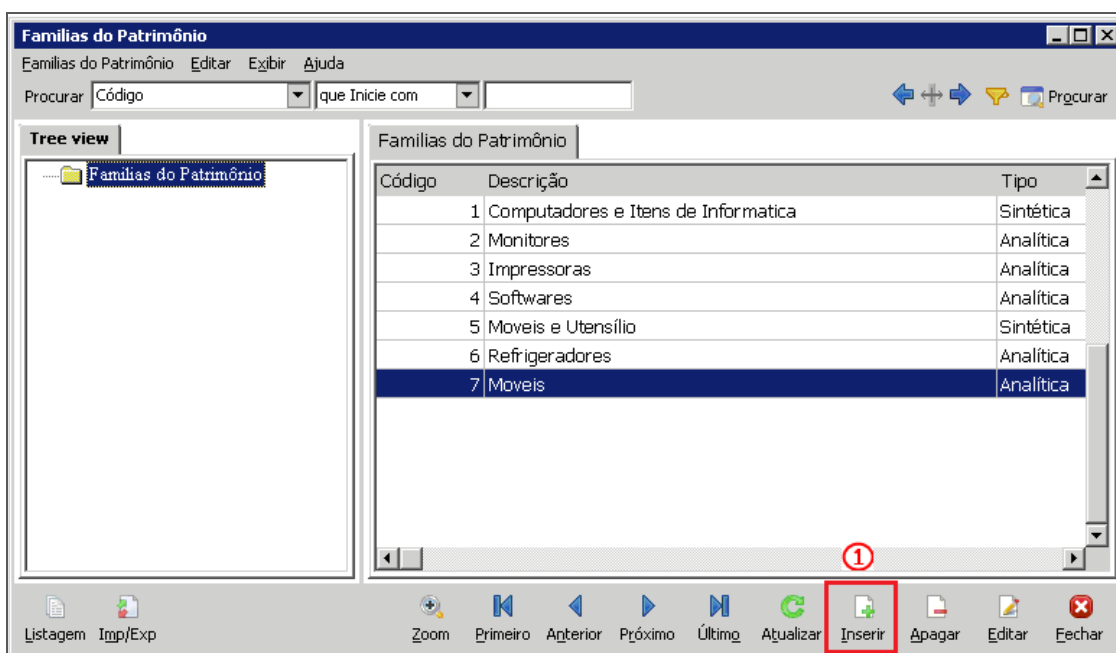 Familias do Patrimônio
Familias do Patrimônio Editar Exibir Ajuda
Procurar Código que Inicie com Procurar
Tree view
Familias do Patrimônio
Familias do Patrimônio
Código Descrição Tipo
1 Computadores e Itens de Informatica Sintética
2 Monitores Analítica
3 Impressoras Analítica
4 Softwares Analítica
5 Moveis e Utensílio Sintética
6 Refrigeradores Analítica
7 Moveis Analítica
1
Listagem Imp/Exp Zoom Primeiro Anterior Próximo Último Atualizar Inserir Apagar Editar Fechar